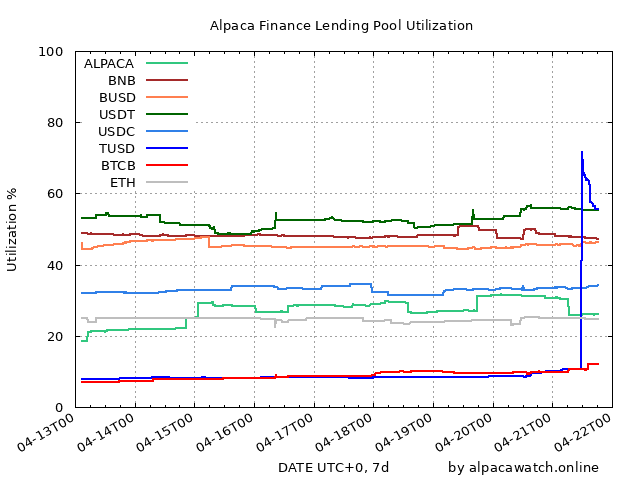 Alpaca Finance Lending Pool Utilization
100
80
60
40
20
0
Utilization %
ALPACA
BNB
BUSD
USDT
USDC
TUSD
BTCB
ETH
04-13T00
04-14T00
04-15T00
04-16T00
04-17T00
04-18T00
04-19T00
04-20T00
04-21T00
04-22T00
DATE UTC+0, 7d
by alpacawatch.online